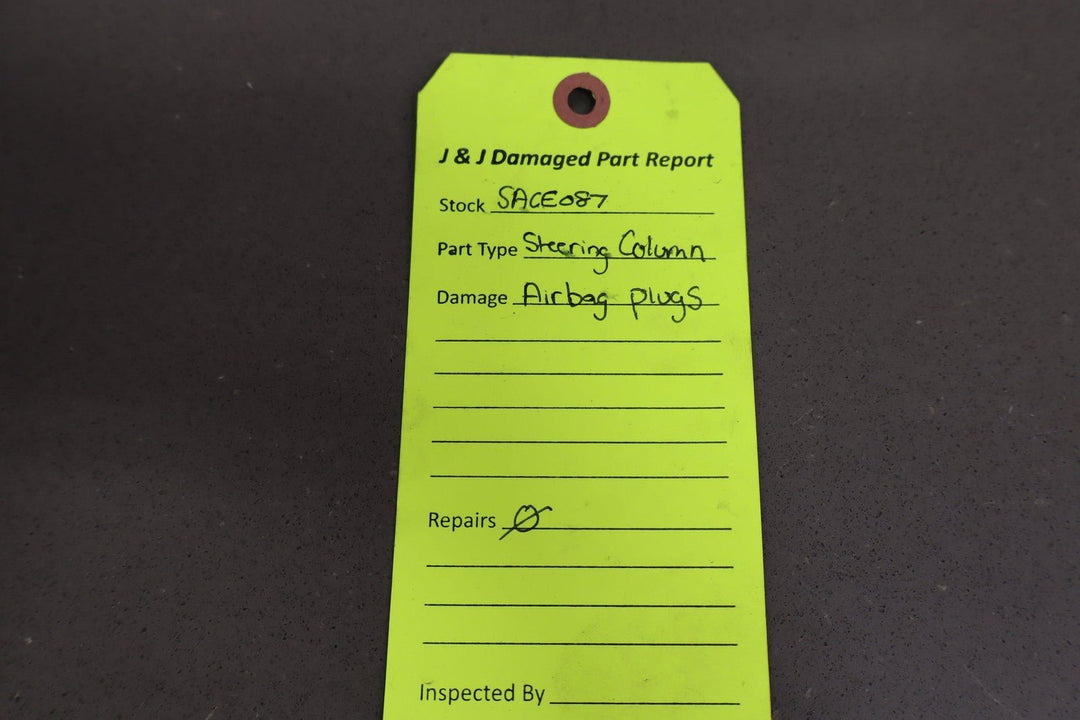 J & J Damaged Part Report
Stock SACE087
Part Type Steering Column
Damage Airbag plugs
Repairs Ø
Inspected By